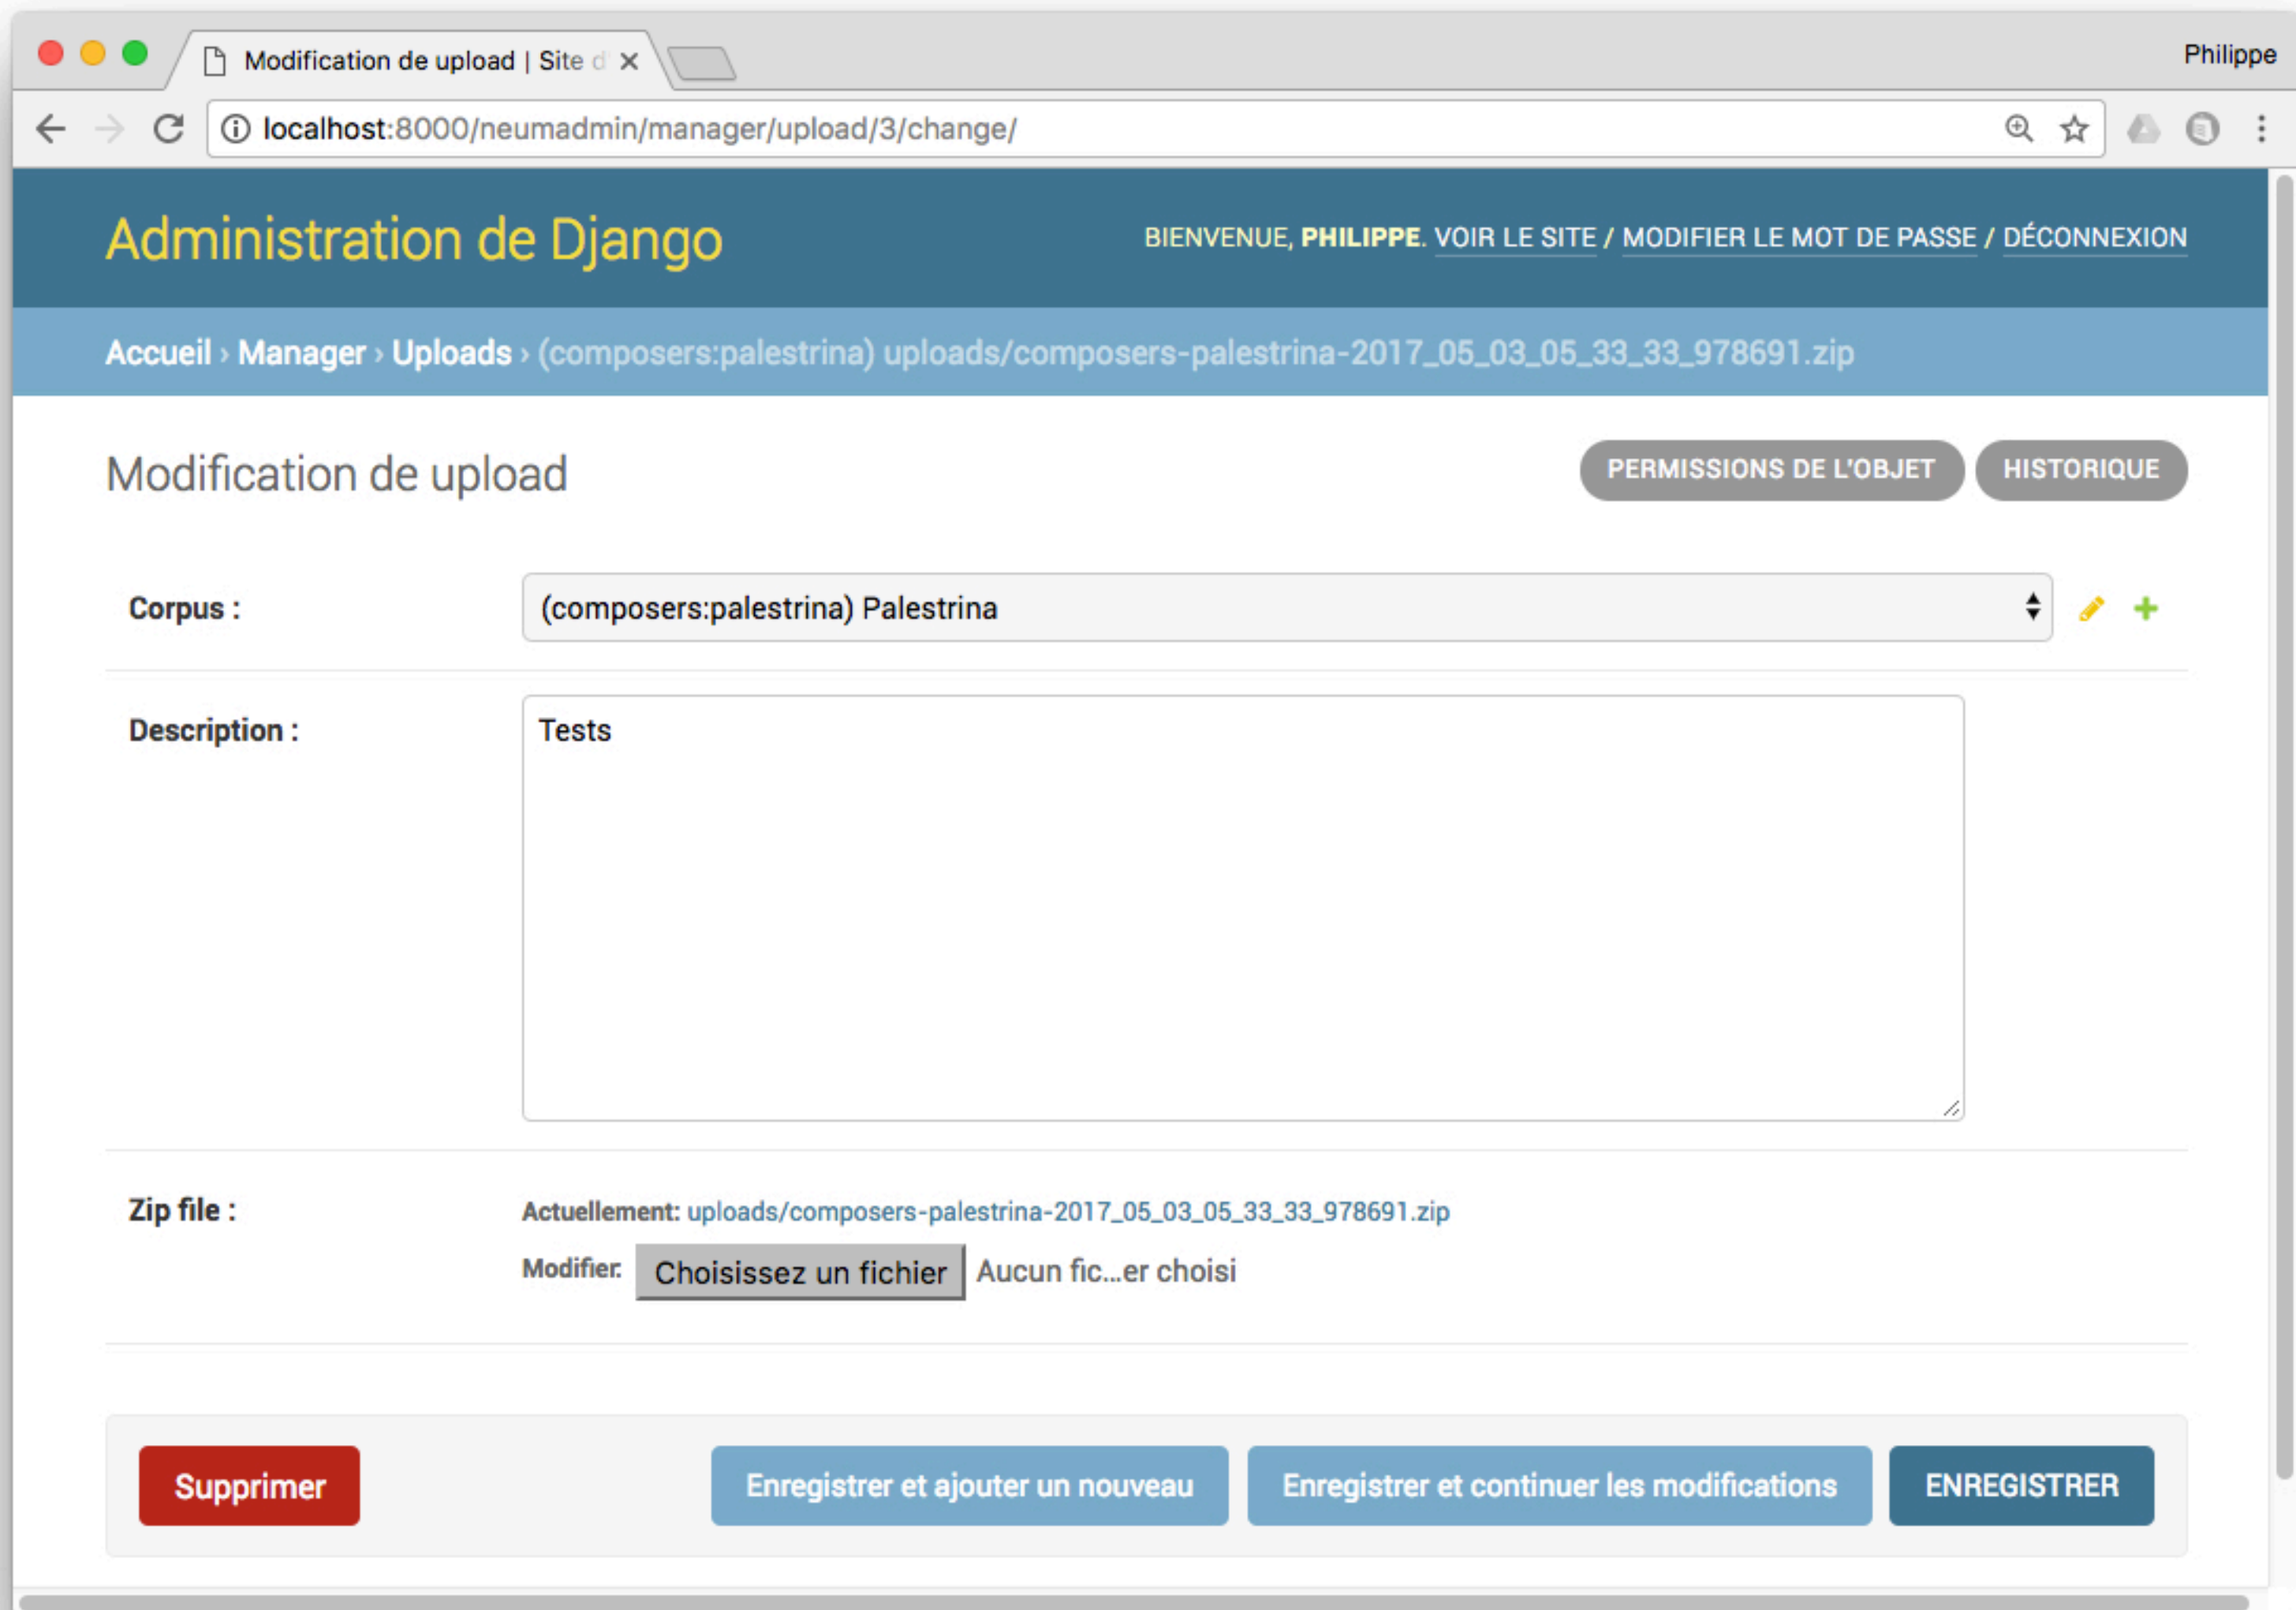 Modification de upload | Site d'
Philippe
localhost:8000/neumadmin/manager/upload/3/change/
Administration de Django
BIENVENUE, PHILIPPE. VOIR LE SITE / MODIFIER LE MOT DE PASSE / DÉCONNEXION
Accueil › Manager › Uploads › (composers:palestrina) uploads/composers-palestrina-2017_05_03_05_33_33_978691.zip
Modification de upload
PERMISSIONS DE L'OBJET
HISTORIQUE
Corpus :
(composers:palestrina) Palestrina
Description :
Tests
Zip file :
Actuellement: uploads/composers-palestrina-2017_05_03_05_33_33_978691.zip
Modifier: Choisissez un fichier Aucun fic...er choisi
Supprimer
Enregistrer et ajouter un nouveau
Enregistrer et continuer les modifications
ENREGISTRER